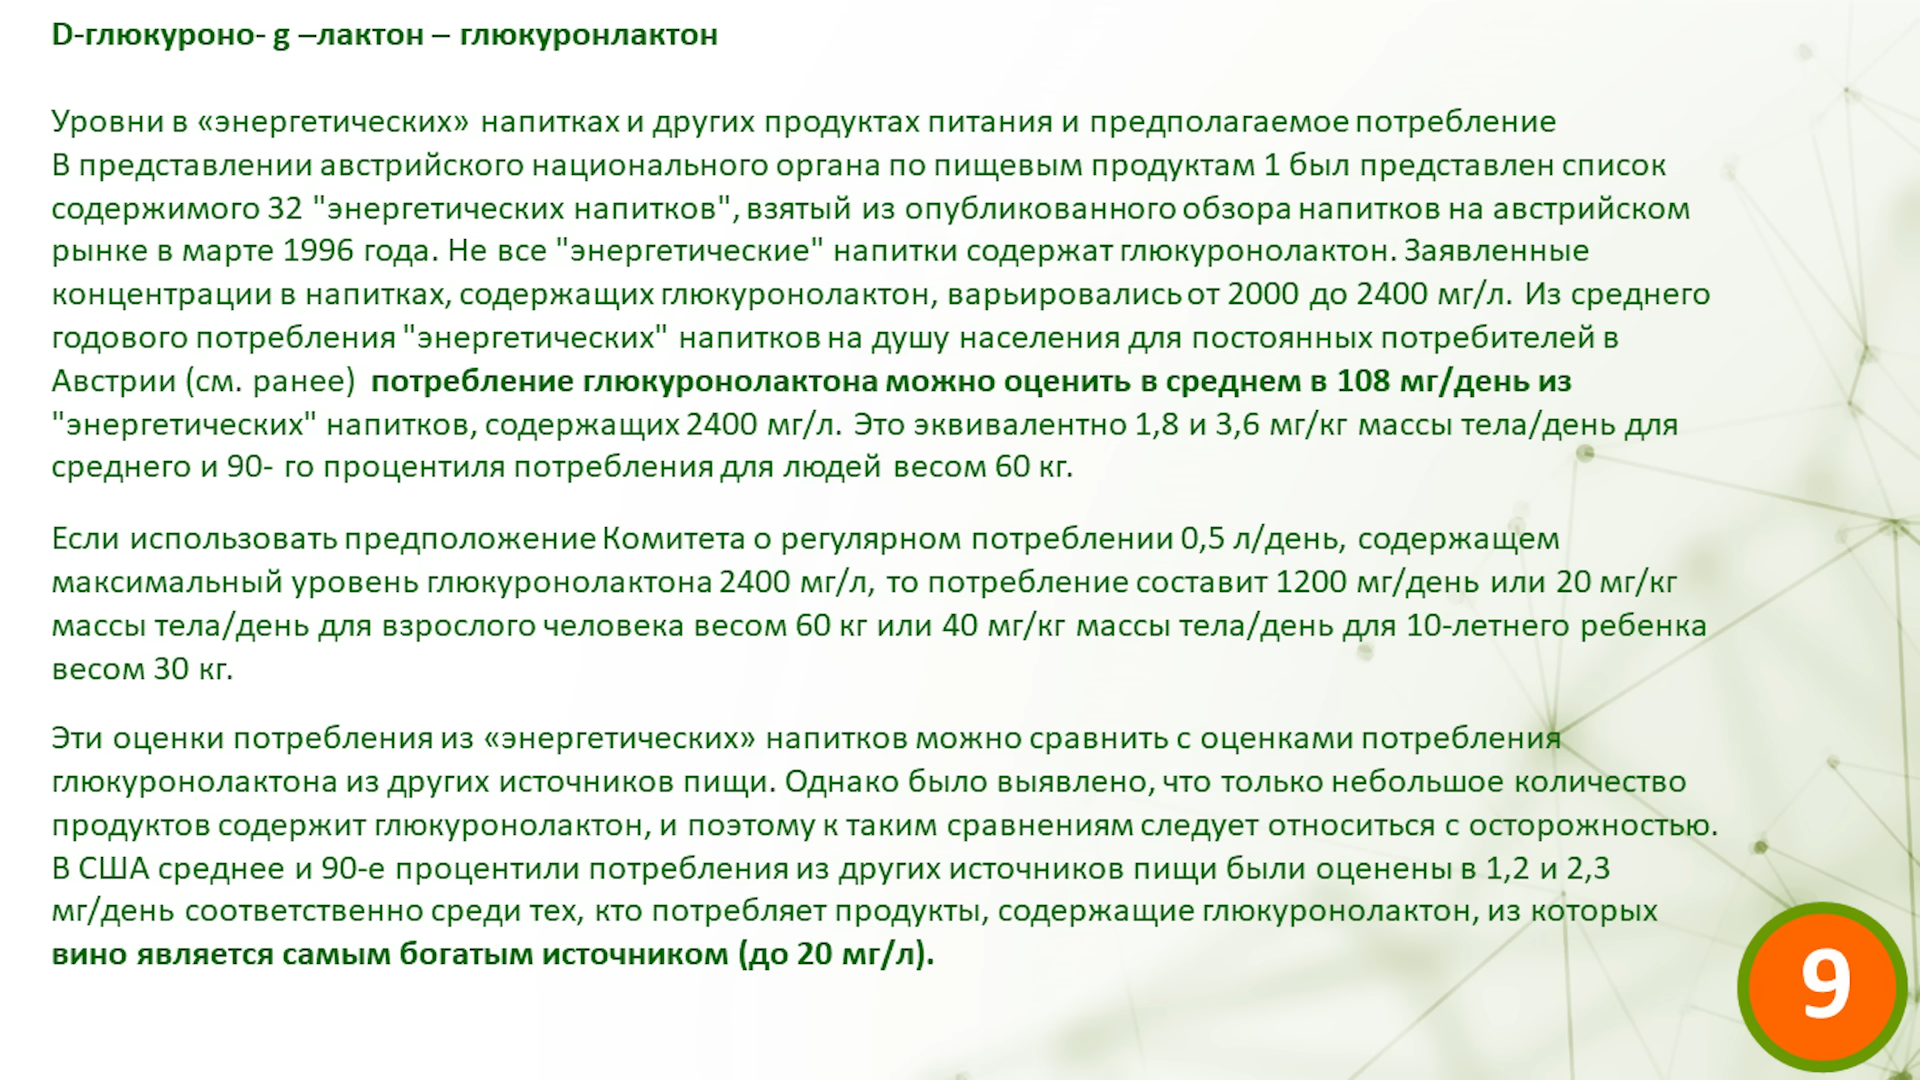 D-глюкуроно- g –лактон – глюкуронлактон
Уровни в «энергетических» напитках и других продуктах питания и предполагаемое потребление
В представлении австрийского национального органа по пищевым продуктам 1 был представлен список
содержимого 32 "энергетических напитков", взятый из опубликованного обзора напитков на австрийском
рынке в марте 1996 года. Не все "энергетические" напитки содержат глюкуронолактон. Заявленные
концентрации в напитках, содержащих глюкуронолактон, варьировались от 2000 до 2400 мг/л. Из среднего
годового потребления "энергетических" напитков на душу населения для постоянных потребителей в
Австрии (см. ранее) потребление глюкуронолактона можно оценить в среднем в 108 мг/день из
"энергетических" напитков, содержащих 2400 мг/л. Это эквивалентно 1,8 и 3,6 мг/кг массы тела/день для
среднего и 90- го процентиля потребления для людей весом 60 кг.
Если использовать предположение Комитета о регулярном потреблении 0,5 л/день, содержащем
максимальный уровень глюкуронолактона 2400 мг/л, то потребление составит 1200 мг/день или 20 мг/кг
массы тела/день для взрослого человека весом 60 кг или 40 мг/кг массы тела/день для 10-летнего ребенка
весом 30 кг.
Эти оценки потребления из «энергетических» напитков можно сравнить с оценками потребления
глюкуронолактона из других источников пищи. Однако было выявлено, что только небольшое количество
продуктов содержит глюкуронолактон, и поэтому к таким сравнениям следует относиться с осторожностью.
В США среднее и 90-е процентили потребления из других источников пищи были оценены в 1,2 и 2,3
мг/день соответственно среди тех, кто потребляет продукты, содержащие глюкуронолактон, из которых
вино является самым богатым источником (до 20 мг/л).
9